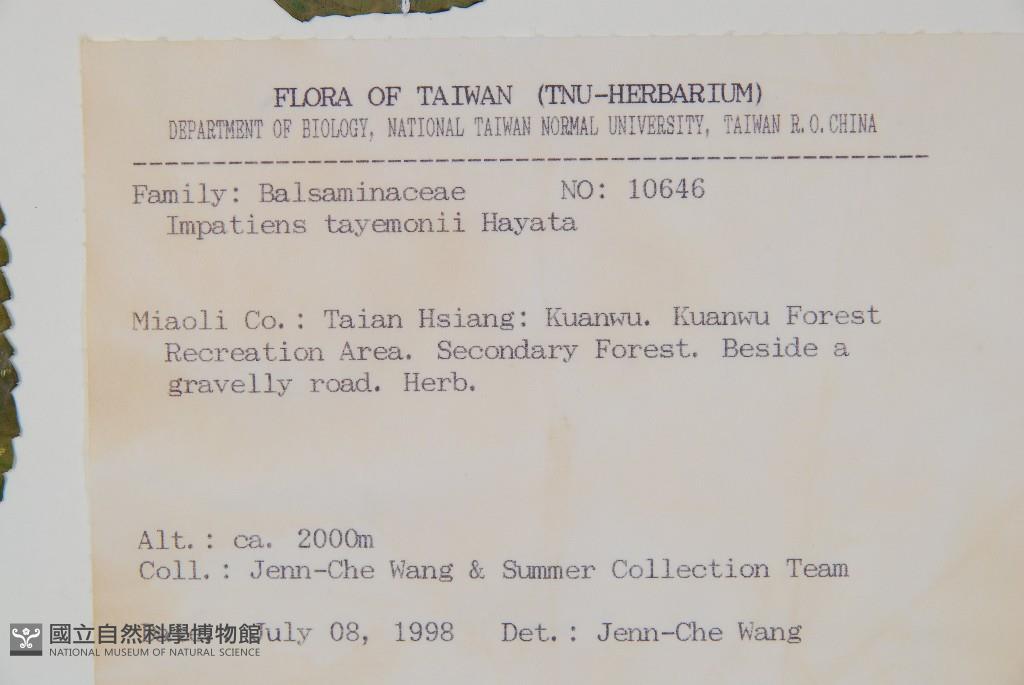 FLORA OF TAIWAN (TNU-HERBARIUM)
DEPARTMENT OF BIOLOGY, NATIONAL TAIWAN NORMAL UNIVERSITY, TAIWAN R.O.CHINA
Family: Balsaminaceae NO: 10646
Impatiens tayemonii Hayata
Miaoli Co.: Taian Hsiang: Kuanwu. Kuanwu Forest
Recreation Area. Secondary Forest. Beside a
gravelly road. Herb.
Alt.: ca. 2000m
Coll.: Jenn-Che Wang & Summer Collection Team
July 08, 1998 Det.: Jenn-Che Wang
國立自然科學博物館
NATIONAL MUSEUM OF NATURAL SCIENCE